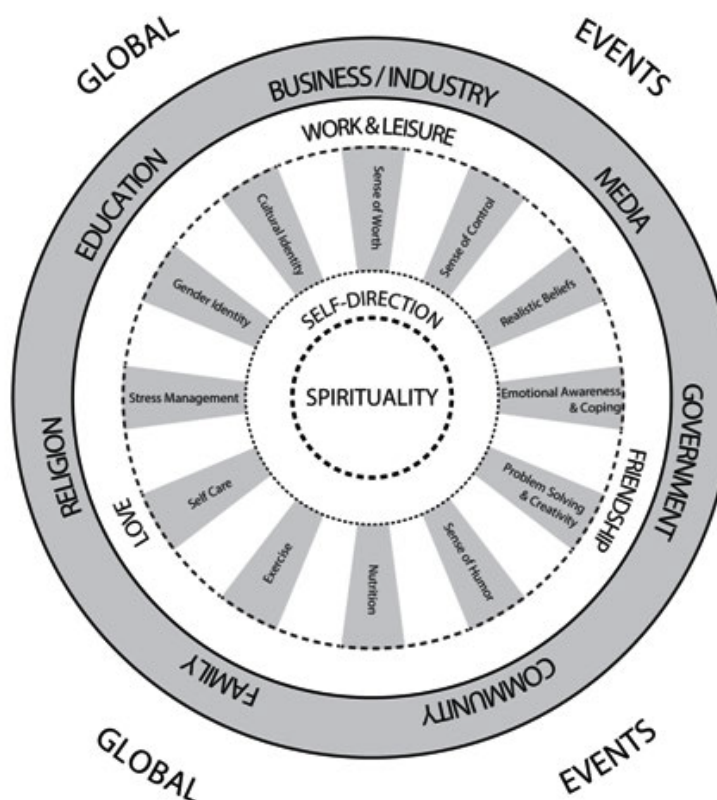 GLOBAL
EVENTS
BUSINESS / INDUSTRY
EDUCATION
MEDIA
WORK & LEISURE
Sense of Worth
Cultural Identity
Sense of Control
Gender Identity
Realistic Beliefs
SELF-DIRECTION
SPIRITUALITY
Stress Management
Emotional Awareness
& Coping
RELIGION
GOVERNMENT
LOVE
FRIENDSHIP
Self Care
Problem Solving
& Creativity
Exercise
Nutrition
Sense of Humor
FAMILY
COMMUNITY
GLOBAL
EVENTS